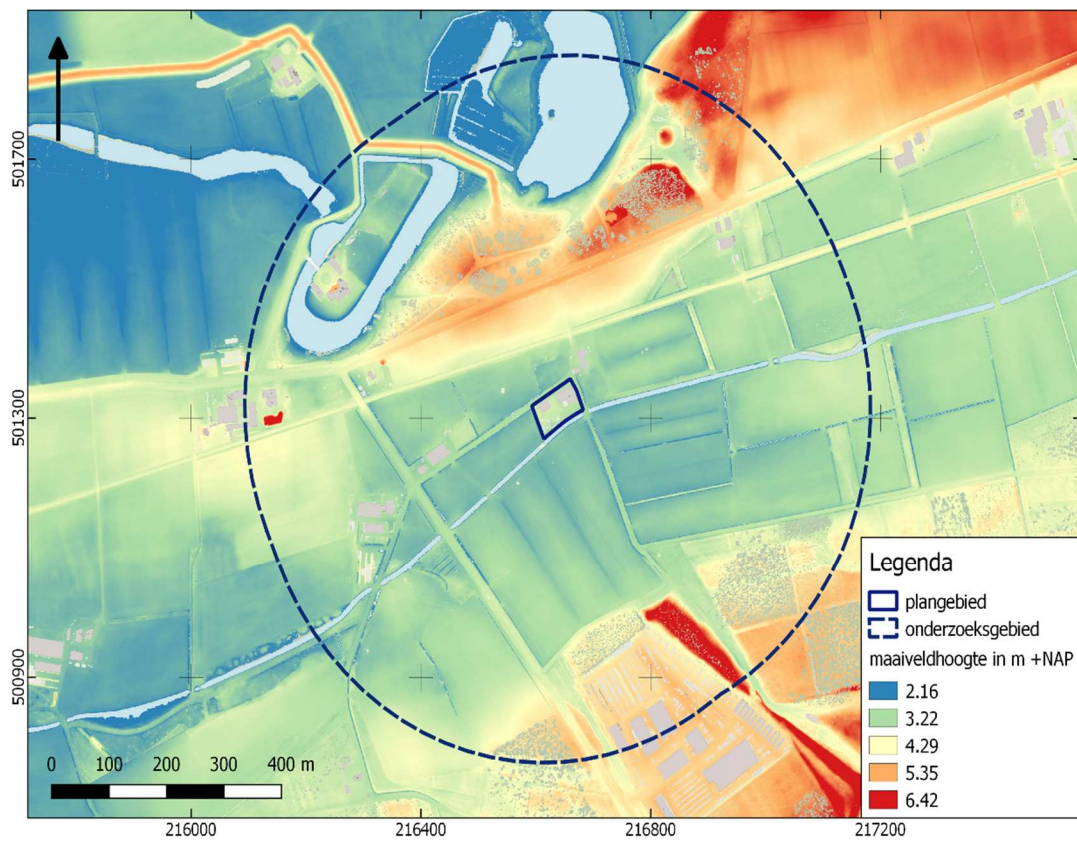 501700
501300
500900
0 100 200 300 400 m
216000 216400 216800 217200
Legenda
plangebied
onderzoeksgebied
maaiveldhoogte in m +NAP
2.16
3.22
4.29
5.35
6.42